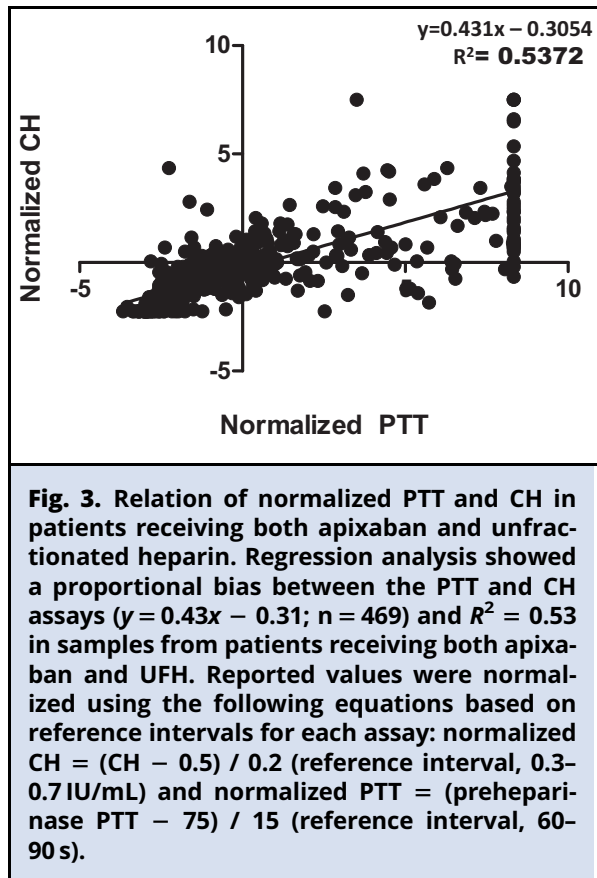 y=0.431x – 0.3054
R²= 0.5372
10
5
-5
10
-5
Normalized CH
Normalized PTT
Fig. 3. Relation of normalized PTT and CH in
patients receiving both apixaban and unfrac-
tionated heparin. Regression analysis showed
a proportional bias between the PTT and CH
assays (y = 0.43x − 0.31; n = 469) and R² = 0.53
in samples from patients receiving both apixa-
ban and UFH. Reported values were normal-
ized using the following equations based on
reference intervals for each assay: normalized
CH = (CH − 0.5) / 0.2 (reference interval, 0.3–
0.7 IU/mL) and normalized PTT = (prehepari-
nase PTT − 75) / 15 (reference interval, 60–
90 s).